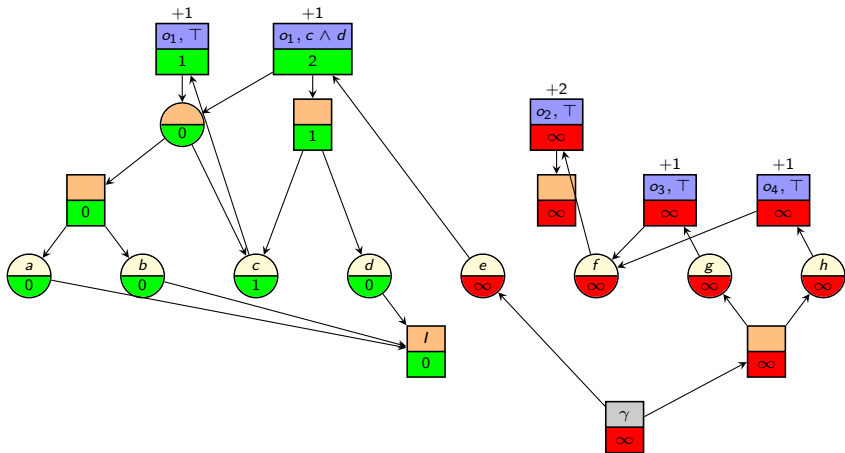 +1 +1
o₁, ⊤ o₁, c ∧ d
1 2
+2
o₂, ⊤
0 1 ∞
+1 +1
o₃, ⊤ o₄, ⊤
0 ∞ ∞ ∞
a b c d e f g h
0 0 1 0 ∞ ∞ ∞ ∞
I
0 ∞
γ
∞